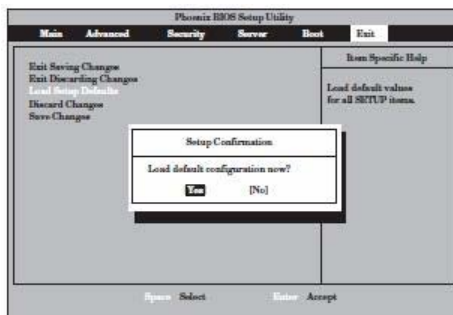 Phoenix BIOS Setup Utility
Main Advanced Security Server Boot Exit
Item Specific Help
Exit Saving Changes
Exit Discarding Changes
Load Setup Defaults
Discard Changes
Save Changes
Load default values
for all SETUP items.
Setup Confirmation
Load default configuration now?
Yes [No]
Space Select Enter Accept